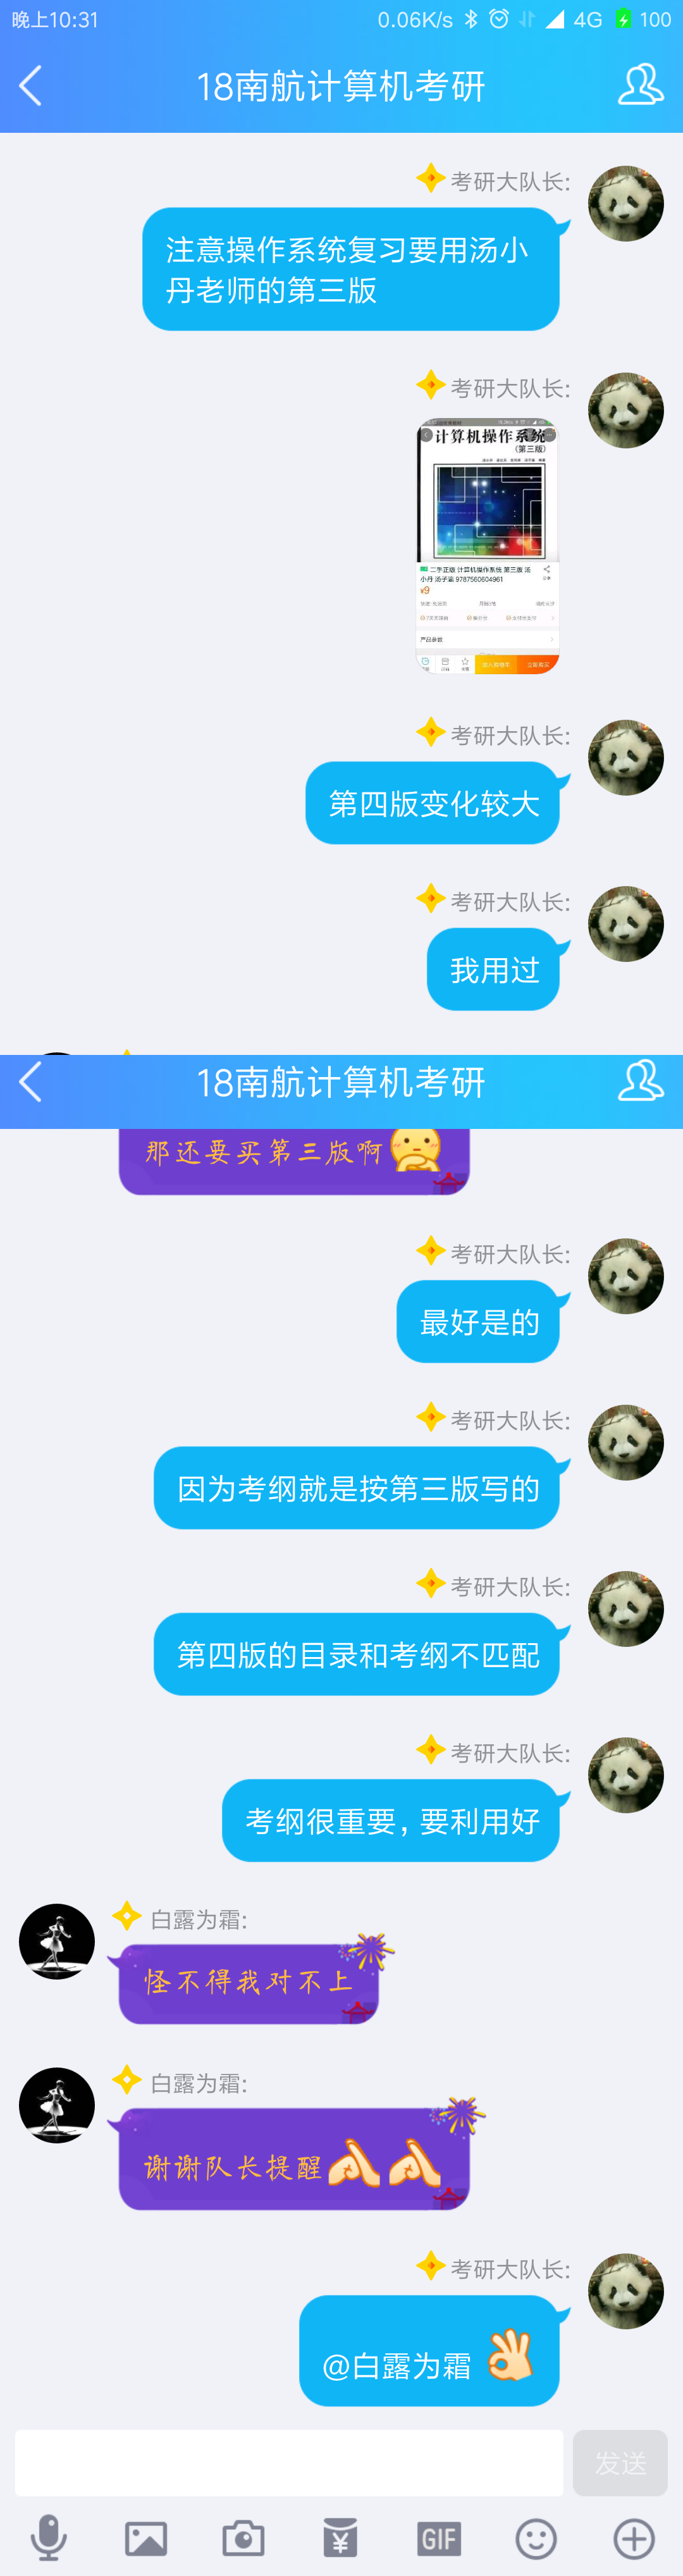 晚上10:31
0.06K/s 4G 100
18南航计算机考研
考研大队长:
注意操作系统复习要用汤小
丹老师的第三版
考研大队长:
计算机操作系统
(第三版)
二手正版 计算机操作系统 第三版 汤
小丹 汤子瀛 9787560604961
¥9
产品参数
立即购买
考研大队长:
第四版变化较大
考研大队长:
我用过
18南航计算机考研
那还要买第三版啊
考研大队长:
最好是的
考研大队长:
因为考纲就是按第三版写的
考研大队长:
第四版的目录和考纲不匹配
考研大队长:
考纲很重要,要利用好
白露为霜:
怪不得我对不上
白露为霜:
谢谢队长提醒
考研大队长:
@白露为霜
发送
GIF